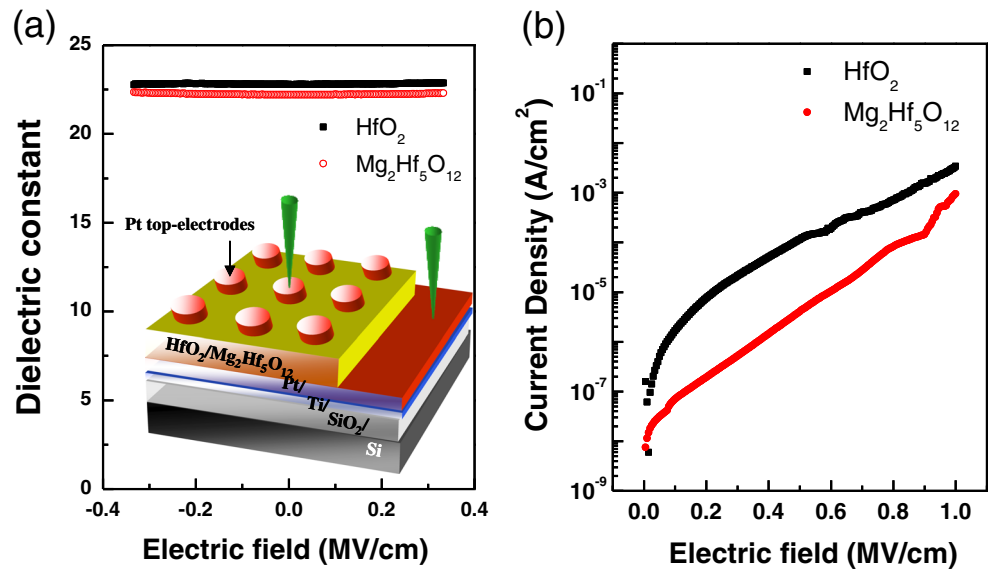 (a)
25
20
15
10
5
0
-0.4
-0.2
0.0
0.2
0.4
Dielectric constant
Electric field (MV/cm)
HfO₂
Mg₂Hf₅O₁₂
Pt top-electrodes
HfO₂/Mg₂Hf₅O₁₂
Pt/
Ti/
SiO₂/
Si
(b)
10⁻¹
10⁻³
10⁻⁵
10⁻⁷
10⁻⁹
0.0
0.2
0.4
0.6
0.8
1.0
Current Density (A/cm²)
Electric field (MV/cm)
HfO₂
Mg₂Hf₅O₁₂